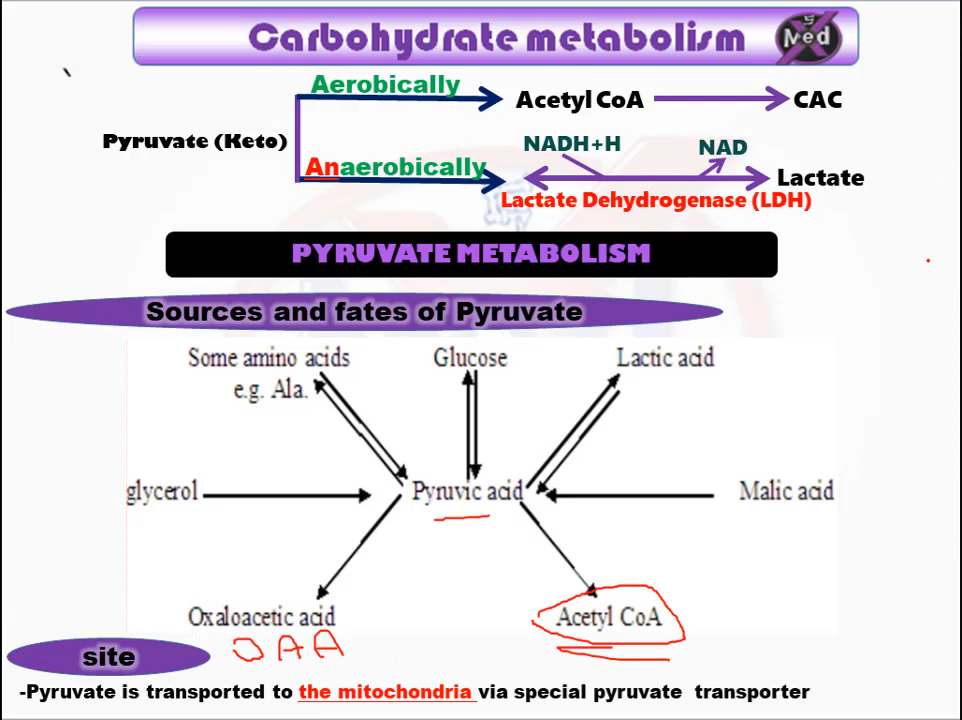 Carbohydrate metabolism
Med
Aerobically
Acetyl CoA
CAC
Pyruvate (Keto)
NADH+H
NAD
Anaerobically
Lactate
Lactate Dehydrogenase (LDH)
PYRUVATE METABOLISM
Sources and fates of Pyruvate
Some amino acids
e.g. Ala.
Glucose
Lactic acid
glycerol
Pyruvic acid
Malic acid
Oxaloacetic acid
Acetyl CoA
OAA
site
-Pyruvate is transported to the mitochondria via special pyruvate transporter